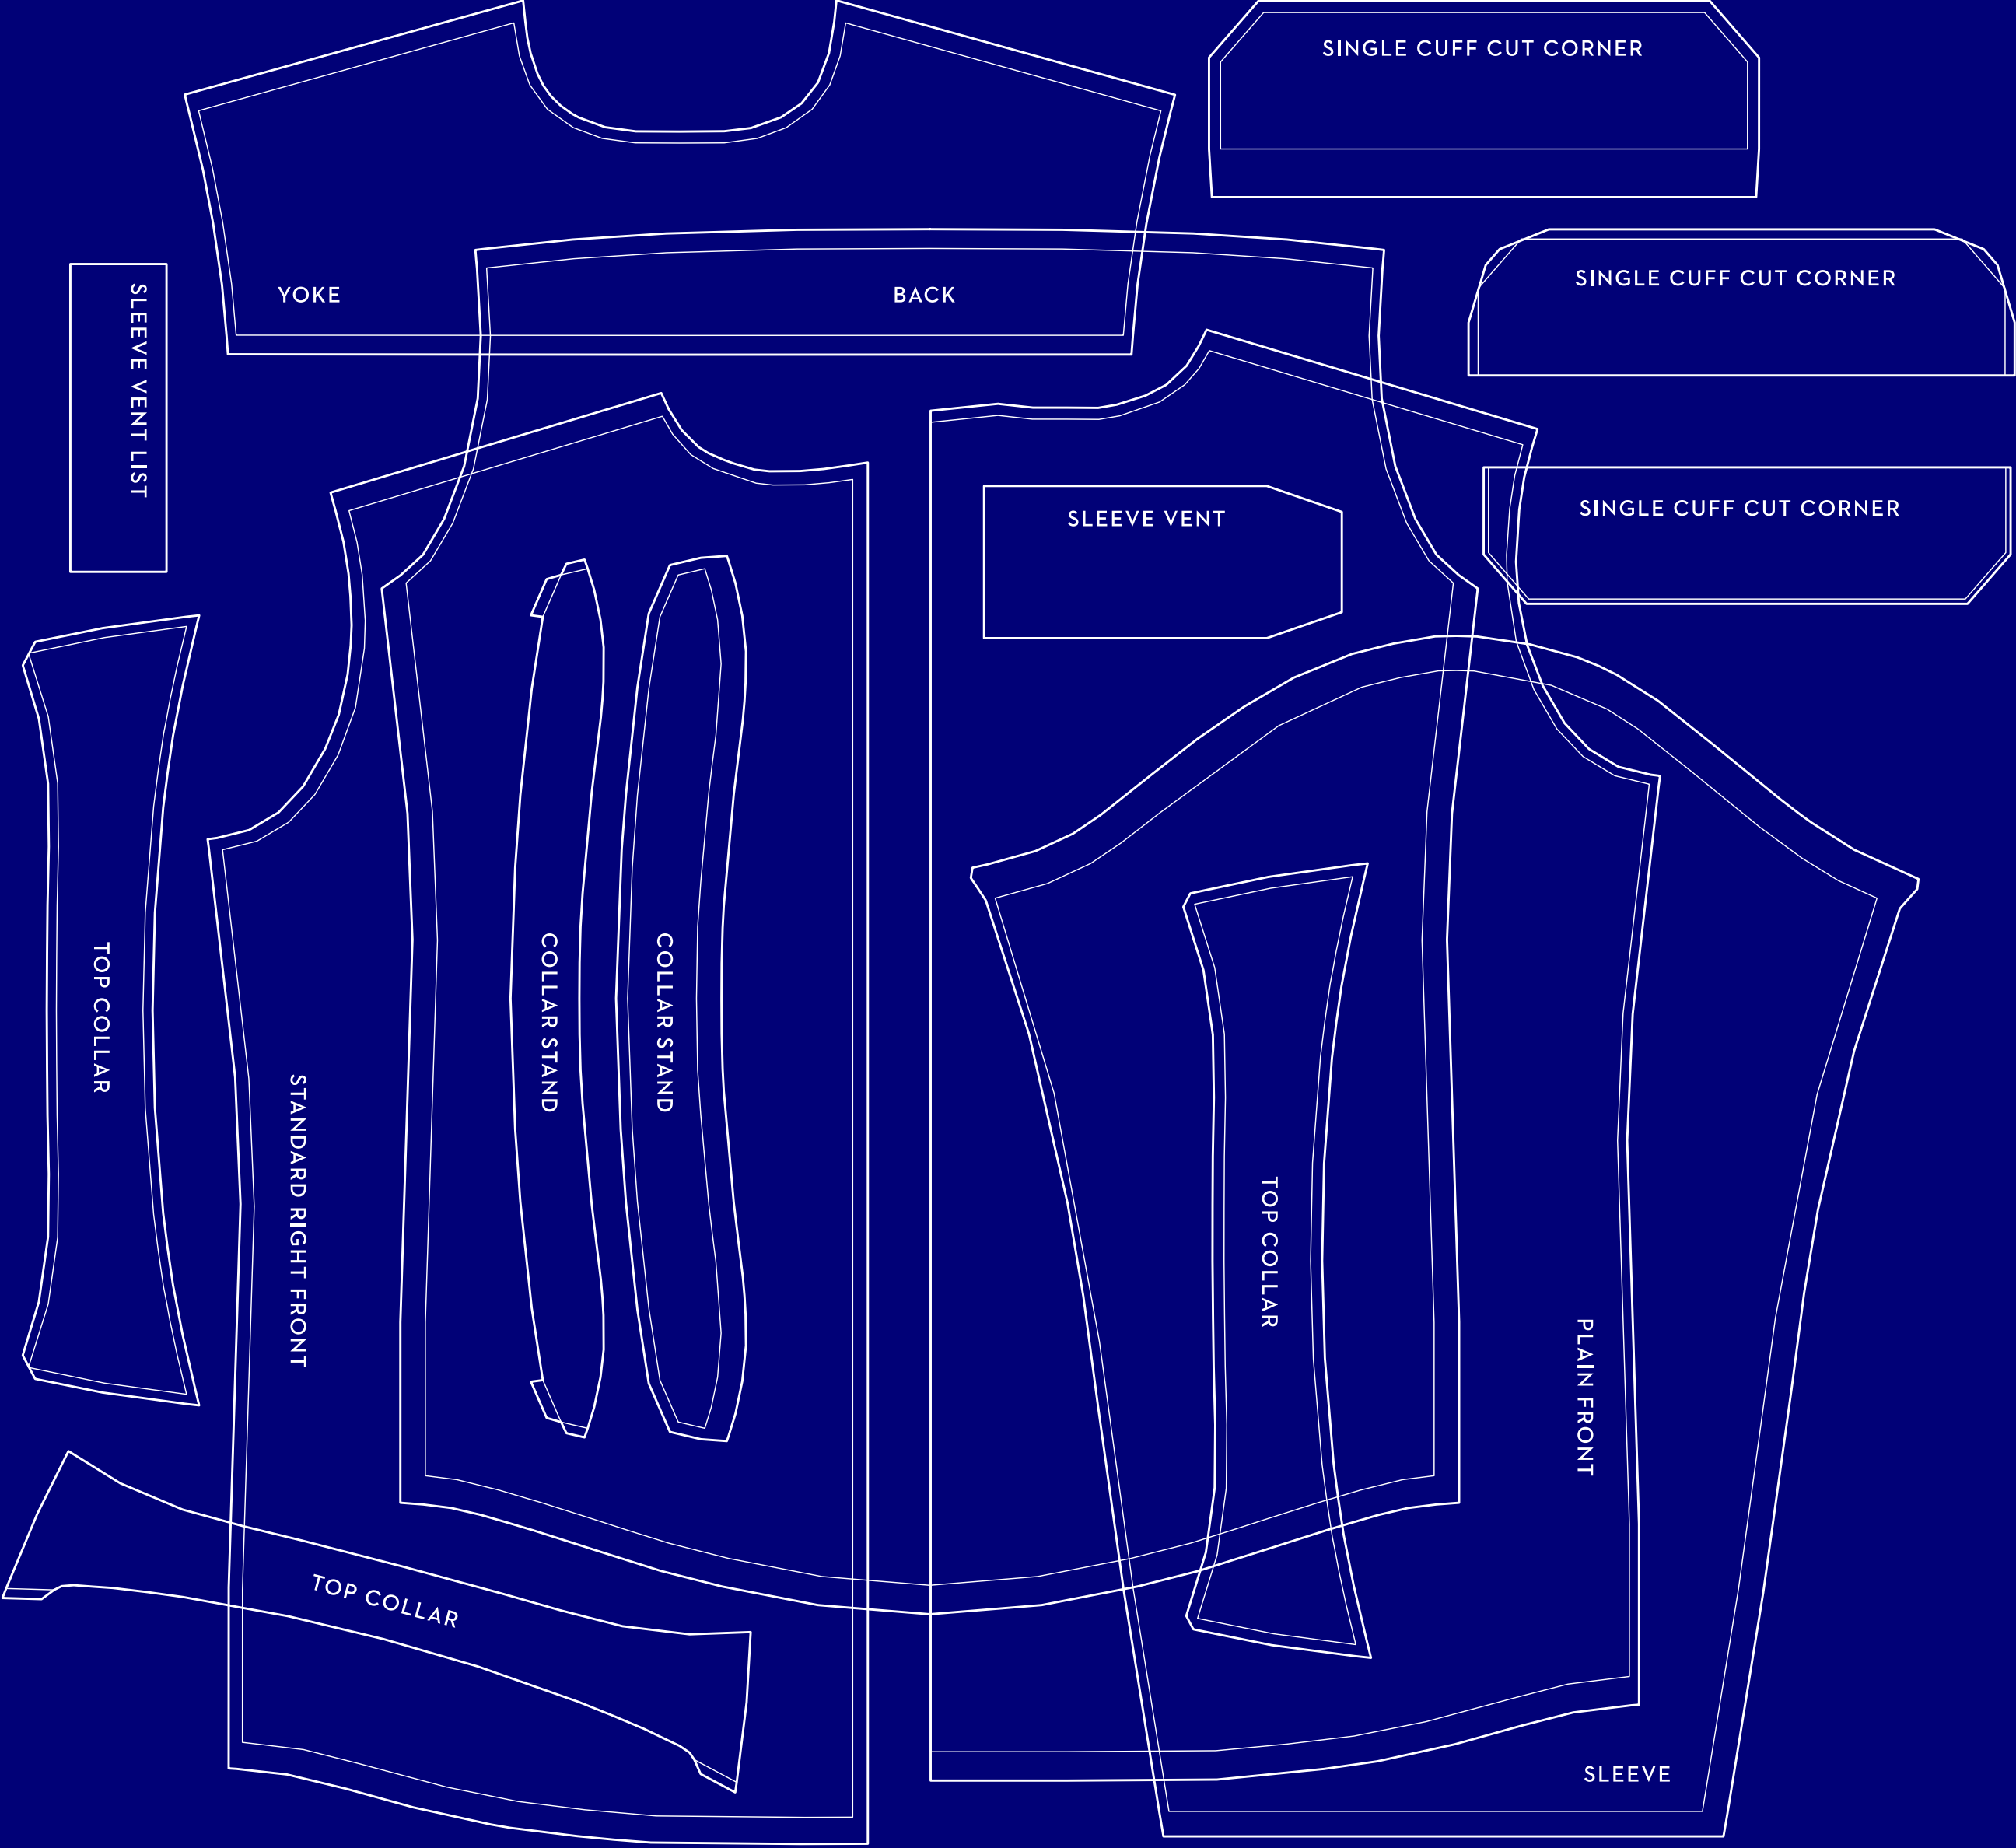 SINGLE CUFF CUT CORNER
SINGLE CUFF CUT CORNER
YOKE
BACK
SLEEVE VENT LIST
SINGLE CUFF CUT CORNER
SLEEVE VENT
TOP COLLAR
COLLAR STAND
COLLAR STAND
STANDARD RIGHT FRONT
TOP COLLAR
PLAIN FRONT
TOP COLLAR
SLEEVE